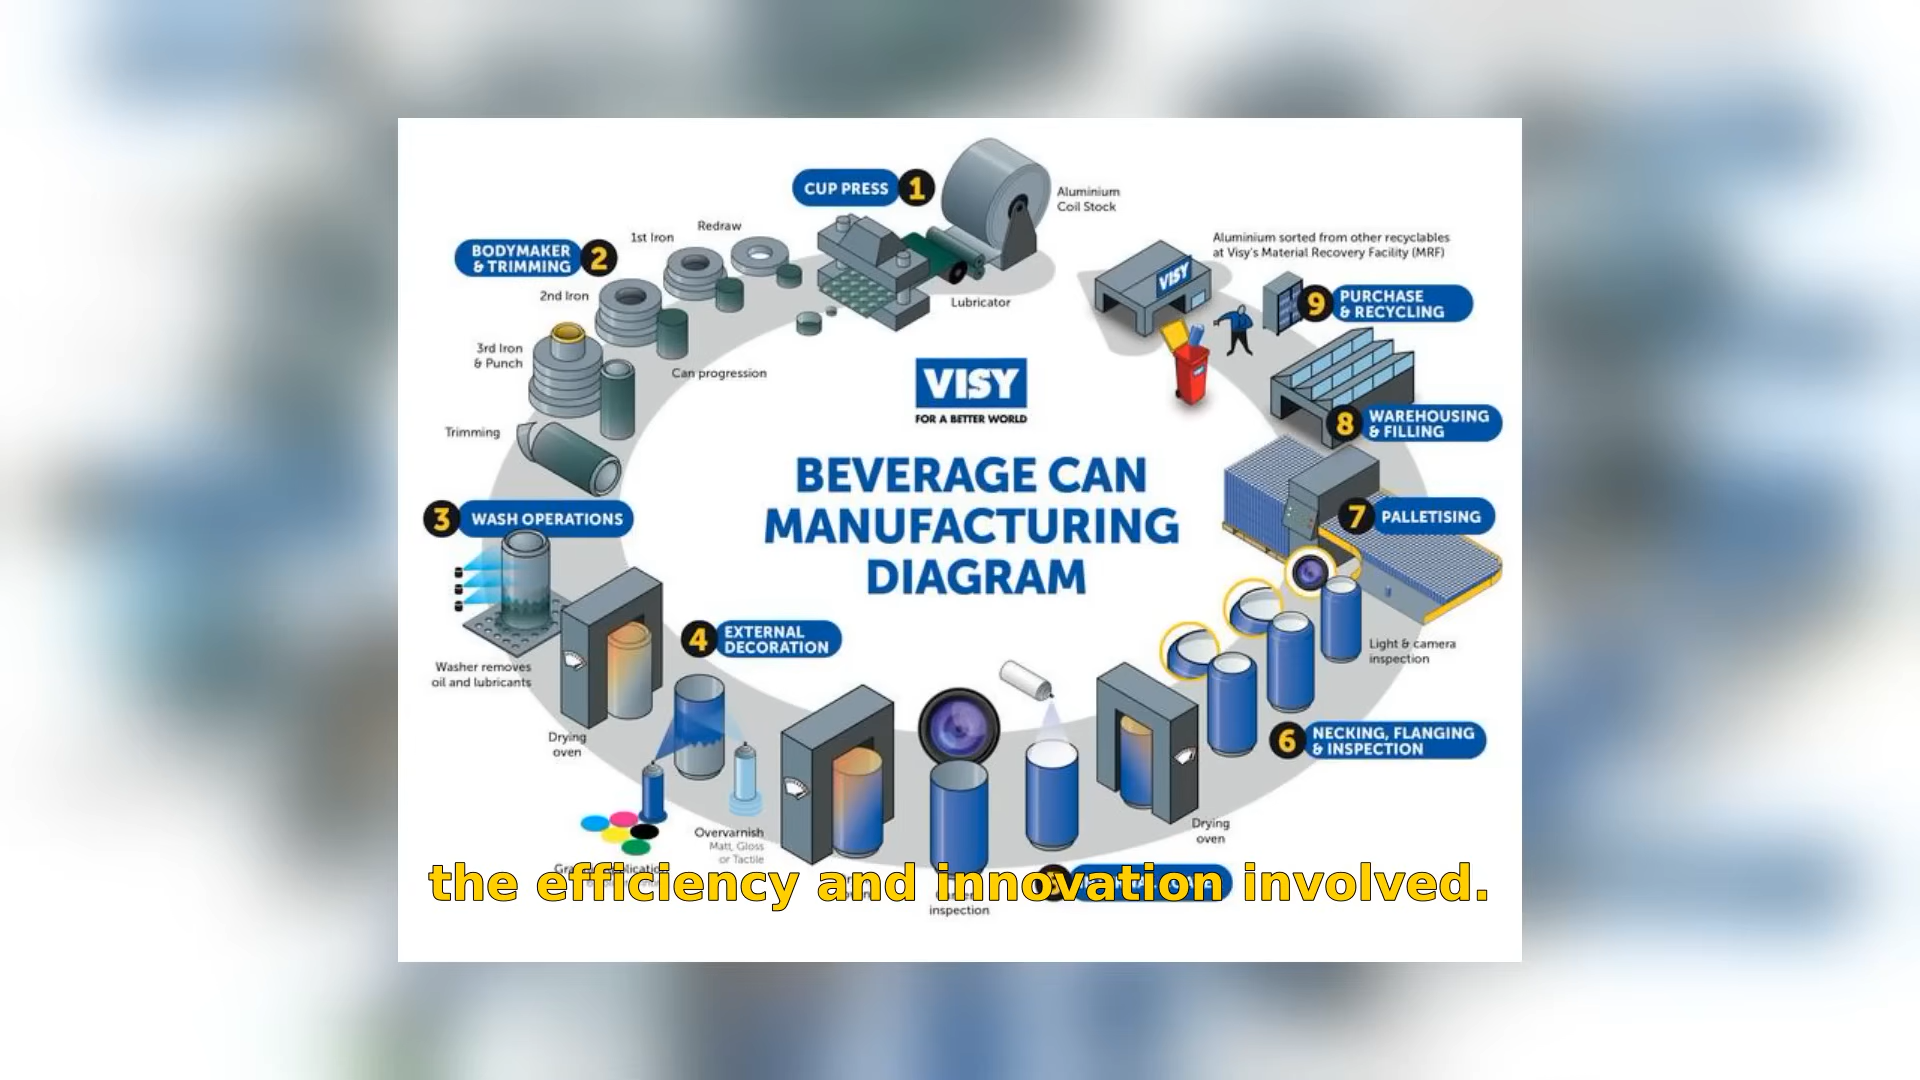 CUP PRESS 1
Aluminium
Coil Stock
Lubricator
BODYMAKER
& TRIMMING 2
Redraw
1st Iron
2nd Iron
3rd Iron
& Punch
Can progression
Trimming
3 WASH OPERATIONS
Washer removes
oil and lubricants
Drying
oven
4 EXTERNAL
DECORATION
Overvarnish
Matt, Gloss
or Tactile
inspection
Drying
oven
6 NECKING, FLANGING
& INSPECTION
Light & camera
inspection
7 PALLETISING
8 WAREHOUSING
& FILLING
9 PURCHASE
& RECYCLING
Aluminium sorted from other recyclables
at Visy's Material Recovery Facility (MRF)
VISY
VISY
FOR A BETTER WORLD
BEVERAGE CAN
MANUFACTURING
DIAGRAM
the efficiency and innovation involved.